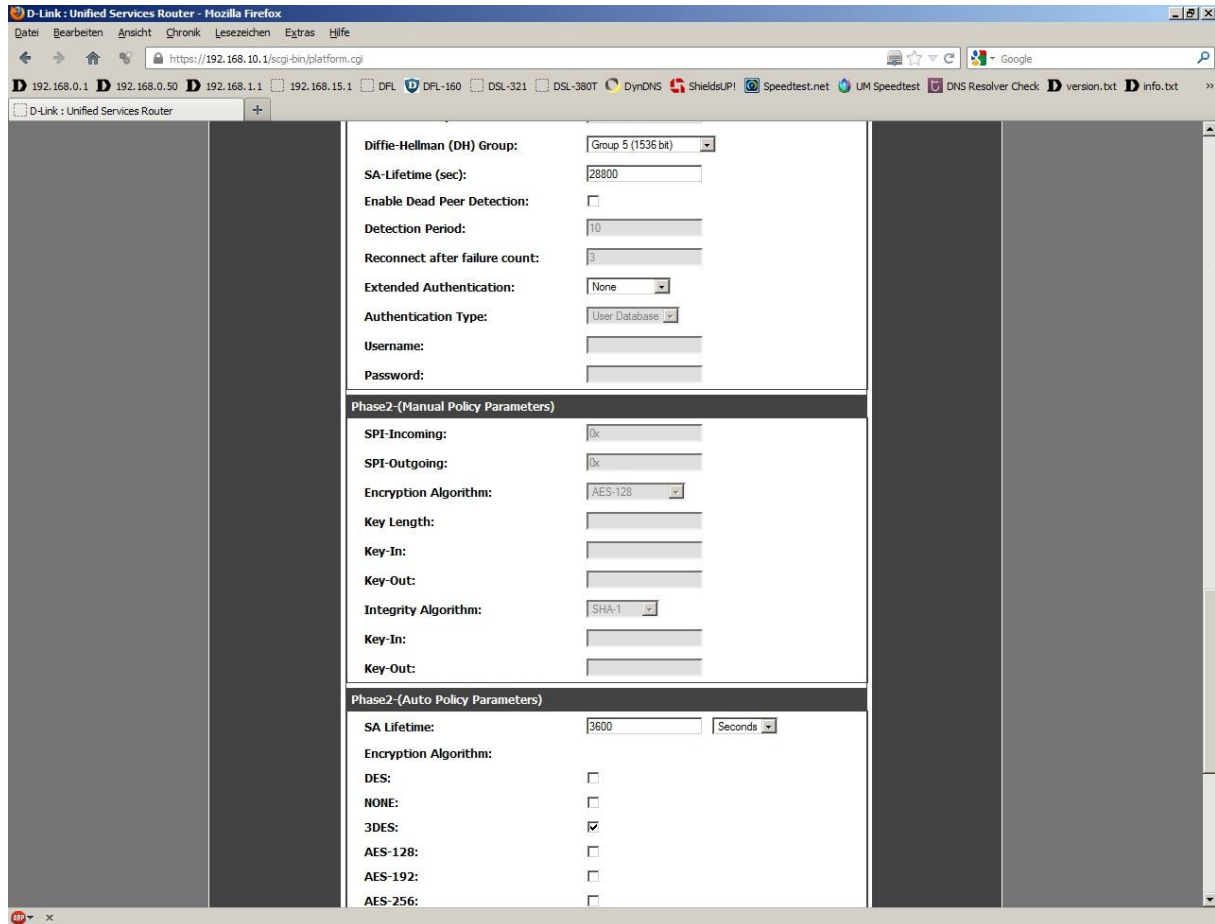 D-Link : Unified Services Router - Mozilla Firefox
Datei Bearbeiten Ansicht Chronik Lesezeichen Extras Hilfe
https://192.168.10.1/scgi-bin/platform.cgi
Google
192.168.0.1 192.168.0.50 192.168.1.1 192.168.15.1 DFL DFL-160 DSL-321 DSL-380T DynDNS ShieldsUP! Speedtest.net UM Speedtest DNS Resolver Check version.txt info.txt »
D-Link : Unified Services Router +
Diffie-Hellman (DH) Group: Group 5 (1536 bit)
SA-Lifetime (sec): 28800
Enable Dead Peer Detection:
Detection Period: 10
Reconnect after failure count: 3
Extended Authentication: None
Authentication Type: User Database
Username:
Password:
Phase2-(Manual Policy Parameters)
SPI-Incoming: 0x
SPI-Outgoing: 0x
Encryption Algorithm: AES-128
Key Length:
Key-In:
Key-Out:
Integrity Algorithm: SHA-1
Key-In:
Key-Out:
Phase2-(Auto Policy Parameters)
SA Lifetime: 3600 Seconds
Encryption Algorithm:
DES:
NONE:
3DES:
AES-128:
AES-192:
AES-256:
ABP x